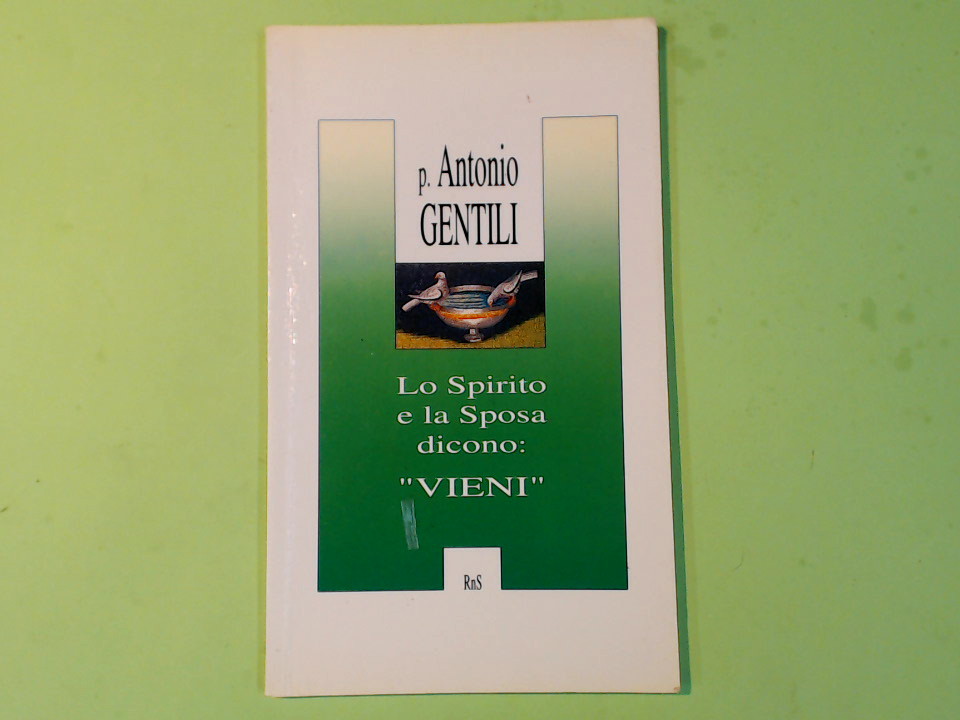 p. Antonio
GENTILI
Lo Spirito
e la Sposa
dicono:
"VIENI"
RnS